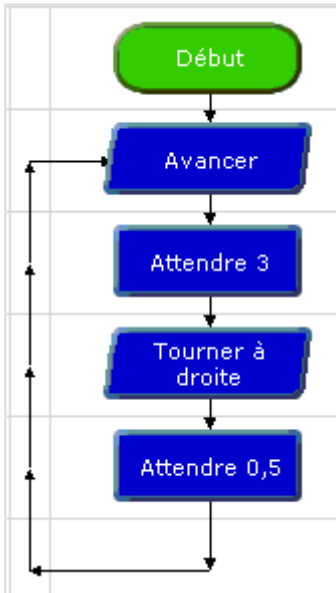 Début
Avancer
Attendre 3
Tourner à
droite
Attendre 0,5